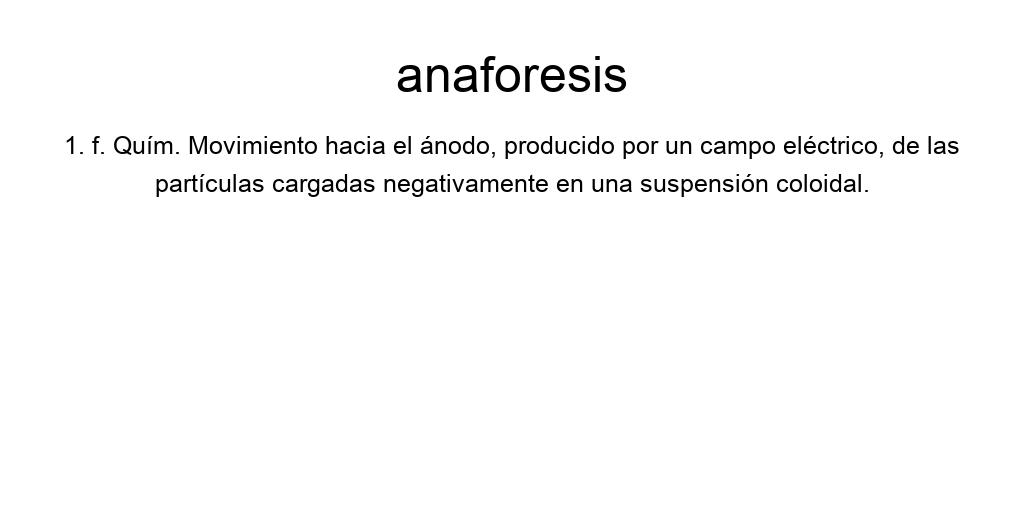 anaforesis
1. f. Quím. Movimiento hacia el ánodo, producido por un campo eléctrico, de las
partículas cargadas negativamente en una suspensión coloidal.